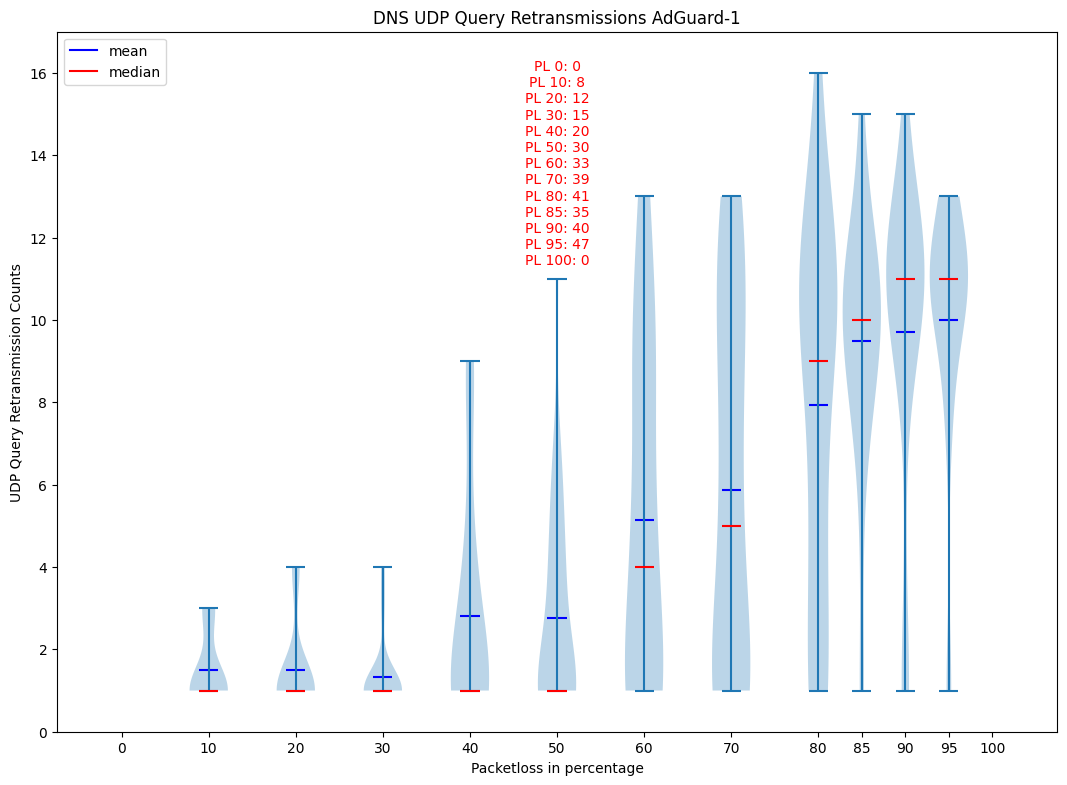 DNS UDP Query Retransmissions AdGuard-1
mean
median
PL 0: 0
PL 10: 8
PL 20: 12
PL 30: 15
PL 40: 20
PL 50: 30
PL 60: 33
PL 70: 39
PL 80: 41
PL 85: 35
PL 90: 40
PL 95: 47
PL 100: 0
UDP Query Retransmission Counts
16
14
12
10
8
6
4
2
0
0 10 20 30 40 50 60 70 80 85 90 95 100
Packetloss in percentage